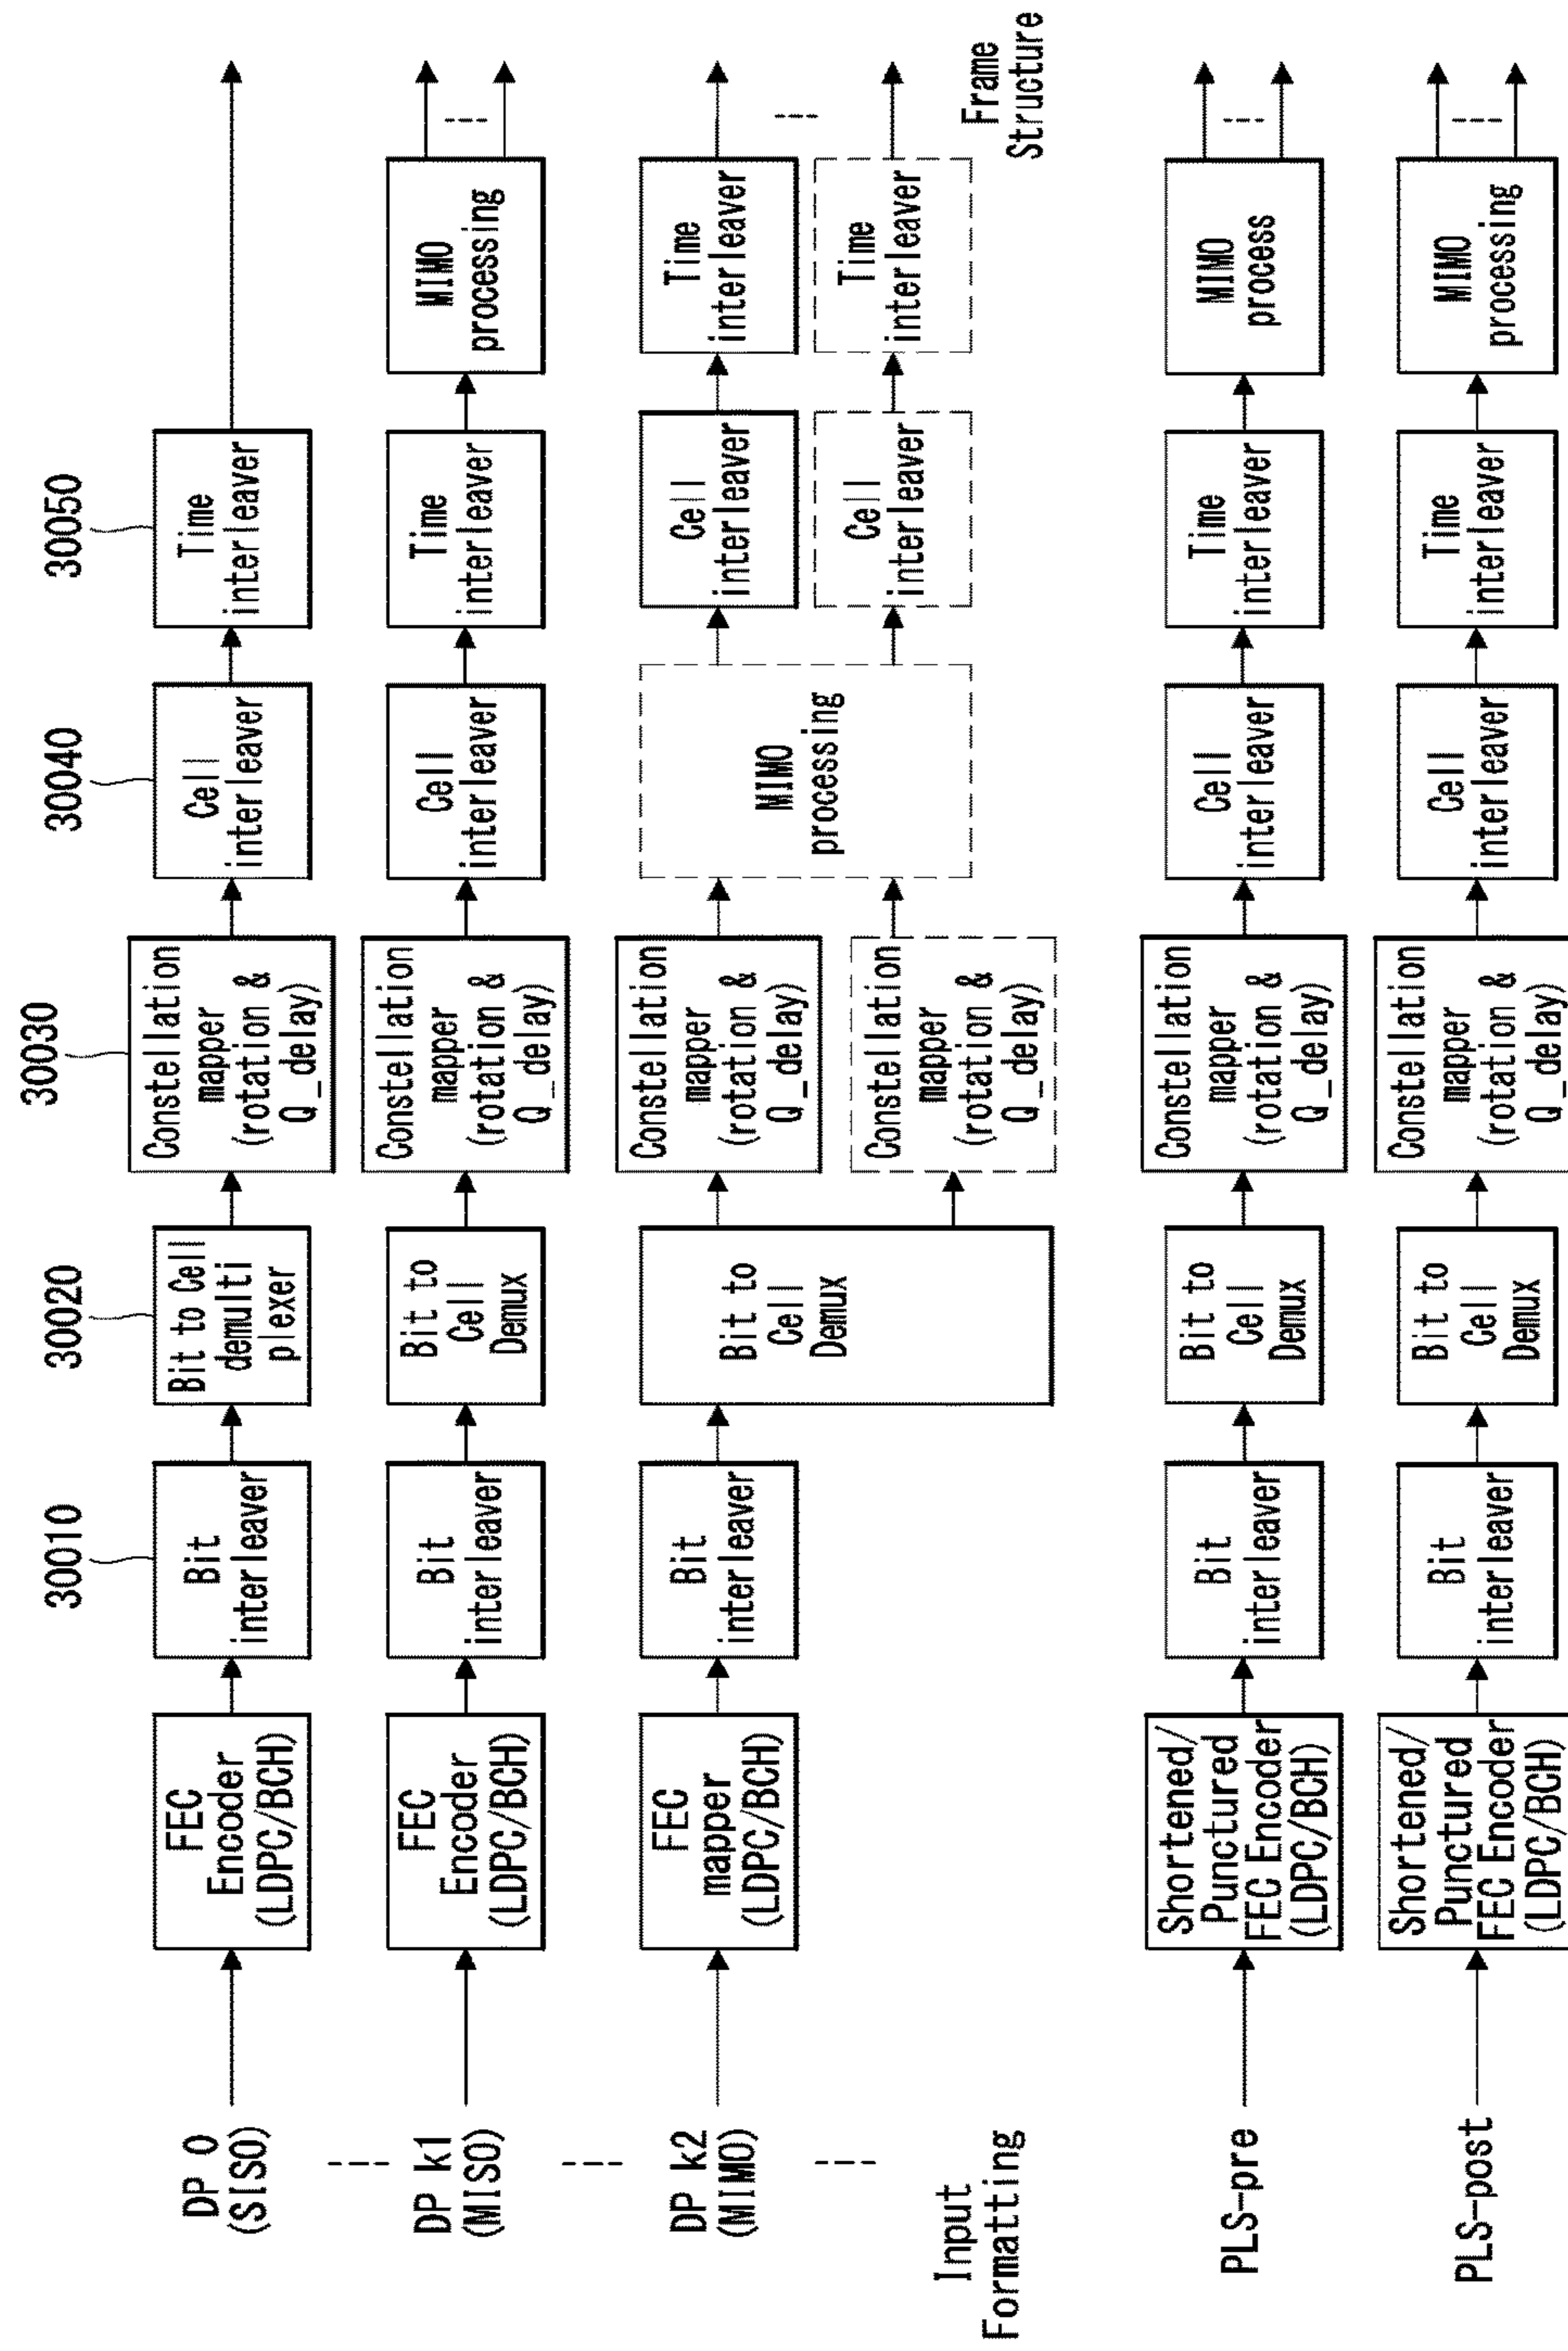 30010
30020
30030
30040
30050
DP 0
(SISO)
FEC
Encoder
(LDPC/BCH)
Bit
interleaver
Bit to Cell
demulti
plexer
Constellation
mapper
(rotation &
Q_delay)
Cell
interleaver
Time
interleaver
DP k1
(MISO)
FEC
Encoder
(LDPC/BCH)
Bit
interleaver
Bit to
Cell
Demux
Constellation
mapper
(rotation &
Q_delay)
Cell
interleaver
Time
interleaver
MIMO
processing
DP k2
(MIMO)
FEC
mapper
(LDPC/BCH)
Bit
interleaver
Bit to
Cell
Demux
Constellation
mapper
(rotation &
Q_delay)
Constellation
mapper
(rotation &
Q_delay)
MIMO
processing
Cell
interleaver
Time
interleaver
Cell
interleaver
Time
interleaver
Input
Formatting
Frame
Structure
PLS-pre
Shortened/
Punctured
FEC Encoder
(LDPC/BCH)
Bit
interleaver
Bit to
Cell
Demux
Constellation
mapper
(rotation &
Q_delay)
Cell
interleaver
Time
interleaver
MIMO
process
PLS-post
Shortened/
Punctured
FEC Encoder
(LDPC/BCH)
Bit
interleaver
Bit to
Cell
Demux
Constellation
mapper
(rotation &
Q_delay)
Cell
interleaver
Time
interleaver
MIMO
processing